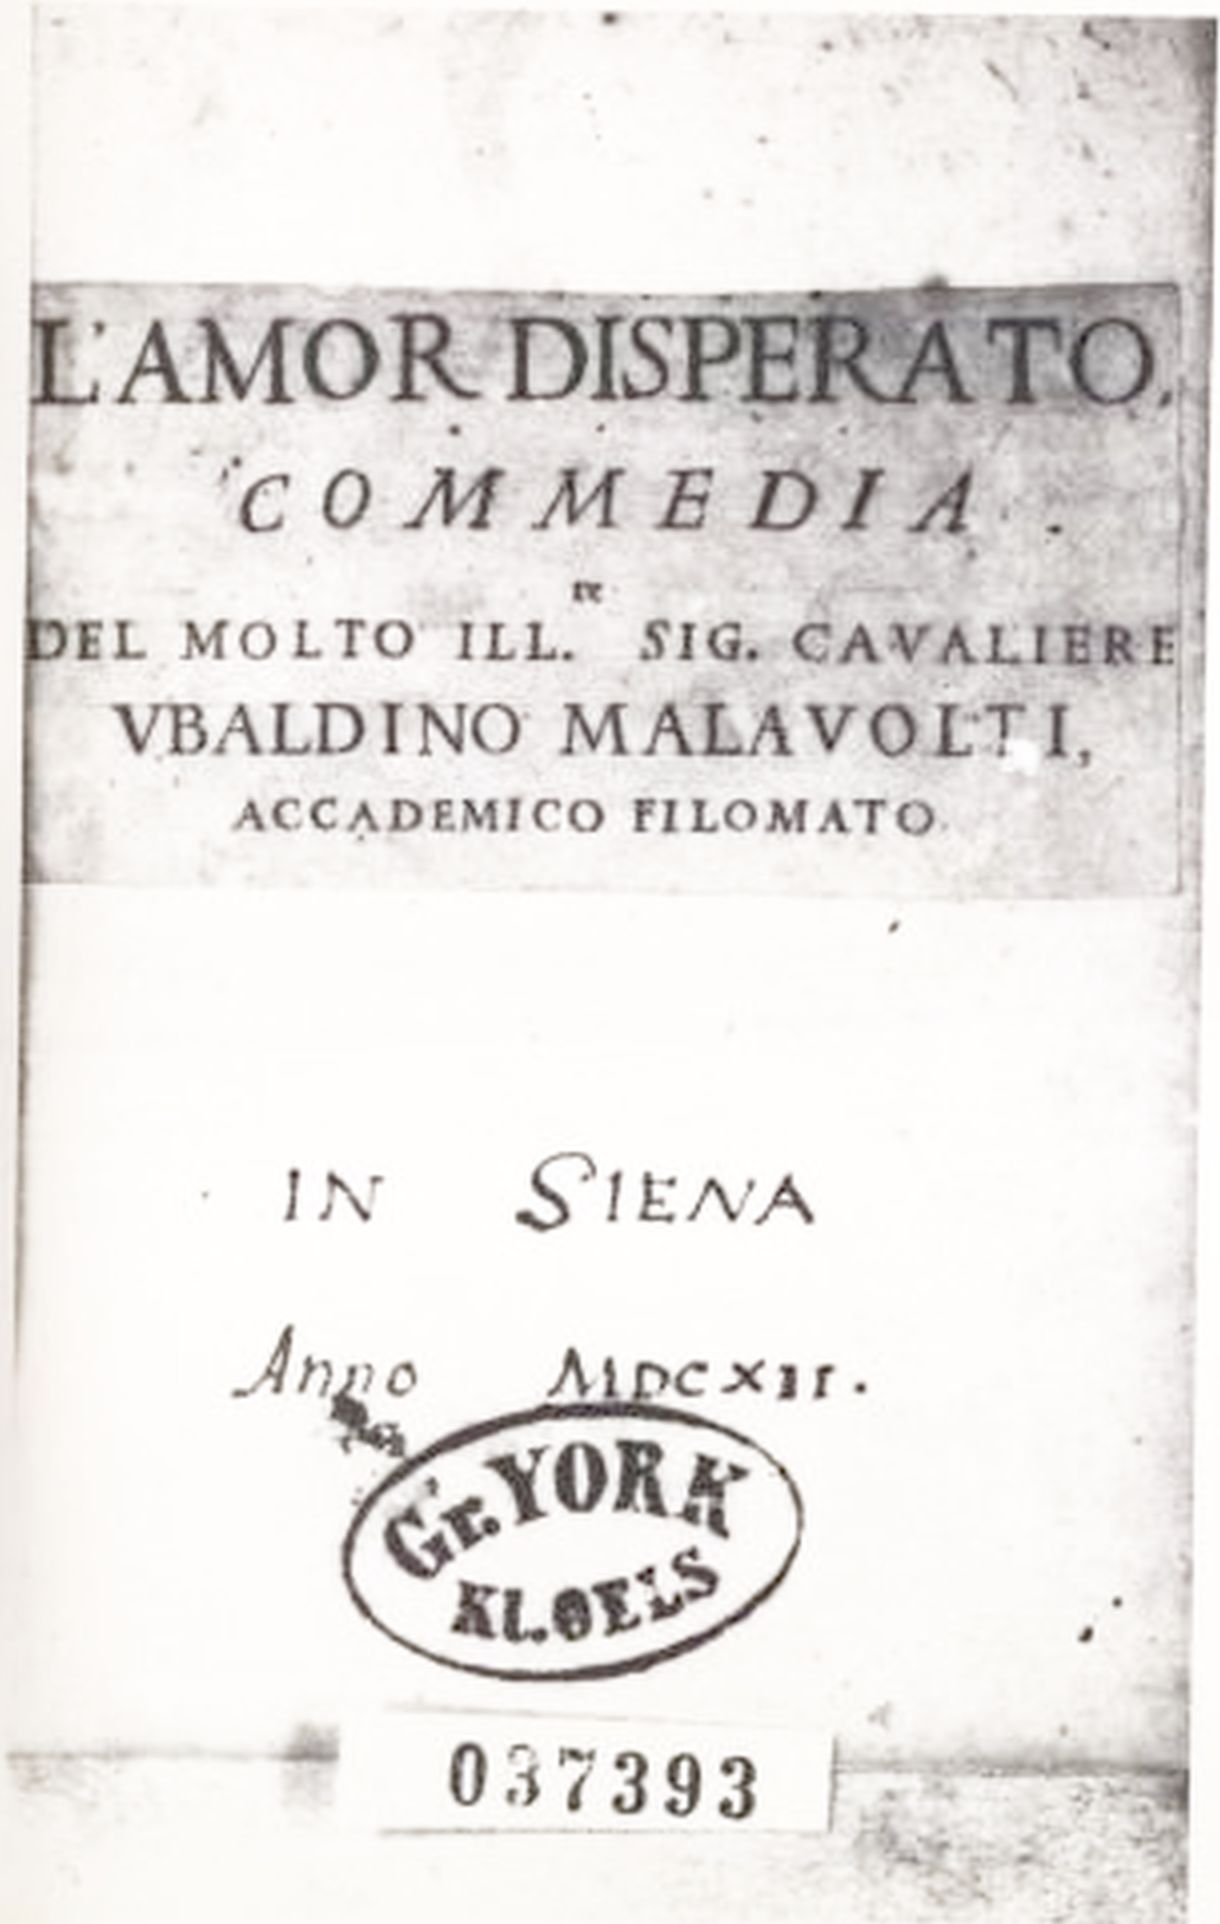 L'AMOR DISPERATO,
COMMEDIA
DEL MOLTO ILL. SIG. CAVALIERE
VBALDINO MALAVOLTI,
ACCADEMICO FILOMATO
IN SIENA
Anno MDCXII.
Gr. YORK
KL. OELS
037393